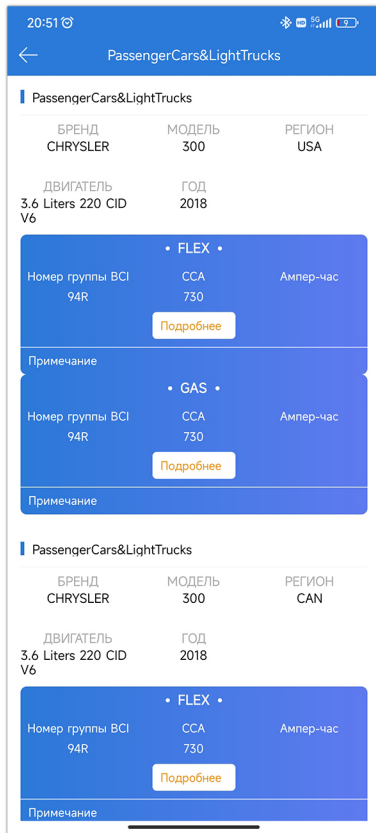 20:51
HD 5G 9
PassengerCars&LightTrucks
PassengerCars&LightTrucks
БРЕНД МОДЕЛЬ РЕГИОН
CHRYSLER 300 USA
ДВИГАТЕЛЬ ГОД
3.6 Liters 220 CID 2018
V6
• FLEX •
Номер группы BCI CCA Ампер-час
94R 730
Подробнее
Примечание
• GAS •
Номер группы BCI CCA Ампер-час
94R 730
Подробнее
Примечание
PassengerCars&LightTrucks
БРЕНД МОДЕЛЬ РЕГИОН
CHRYSLER 300 CAN
ДВИГАТЕЛЬ ГОД
3.6 Liters 220 CID 2018
V6
• FLEX •
Номер группы BCI CCA Ампер-час
94R 730
Подробнее
Примечание